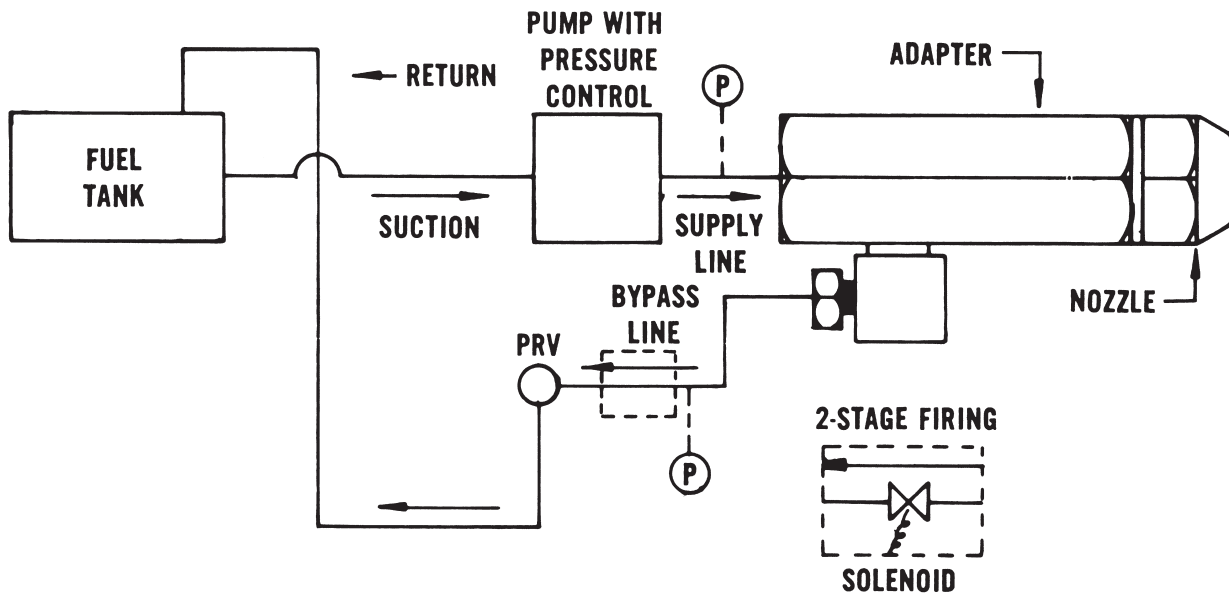 PUMP WITH
PRESSURE
CONTROL
RETURN
ADAPTER
P
FUEL
TANK
SUCTION
SUPPLY
LINE
NOZZLE
BYPASS
LINE
PRV
P
2-STAGE FIRING
SOLENOID